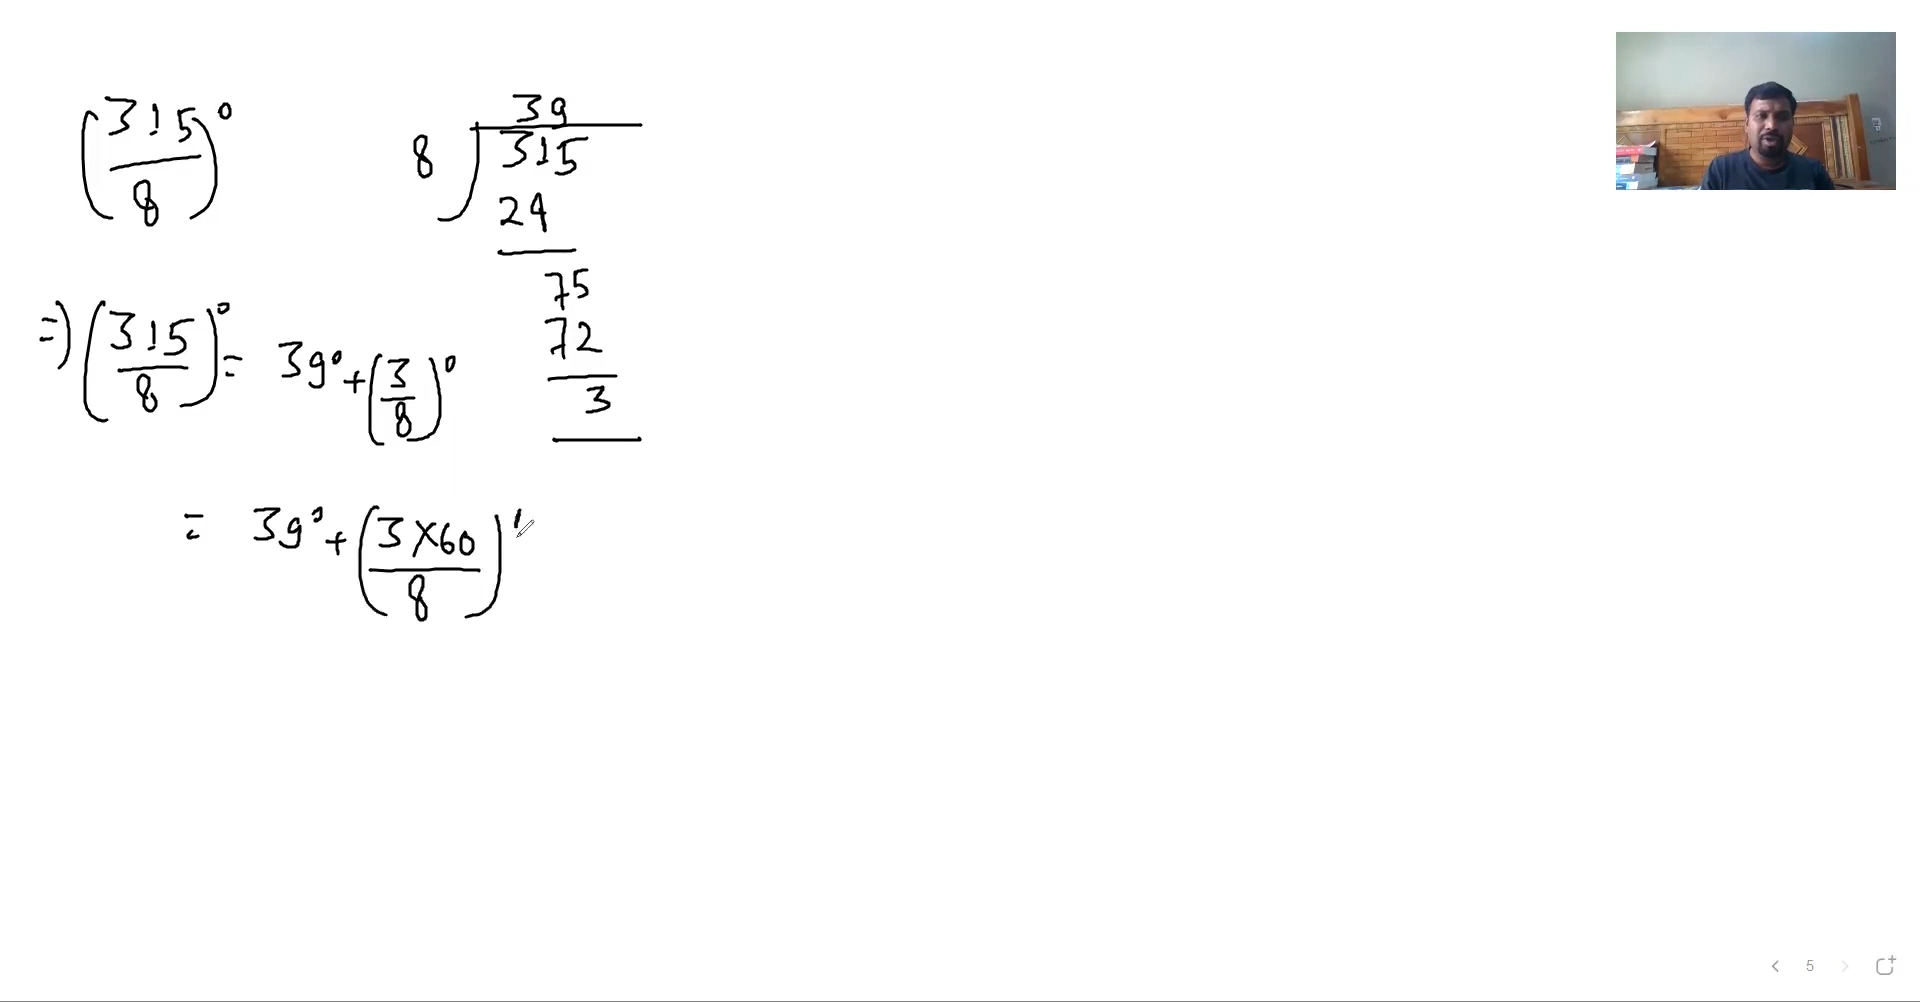 (315/8)°
39
8 ) 315
24
75
72
3
=) (315/8)° = 39° + (3/8)°
= 39° + (3×60/8)'
5